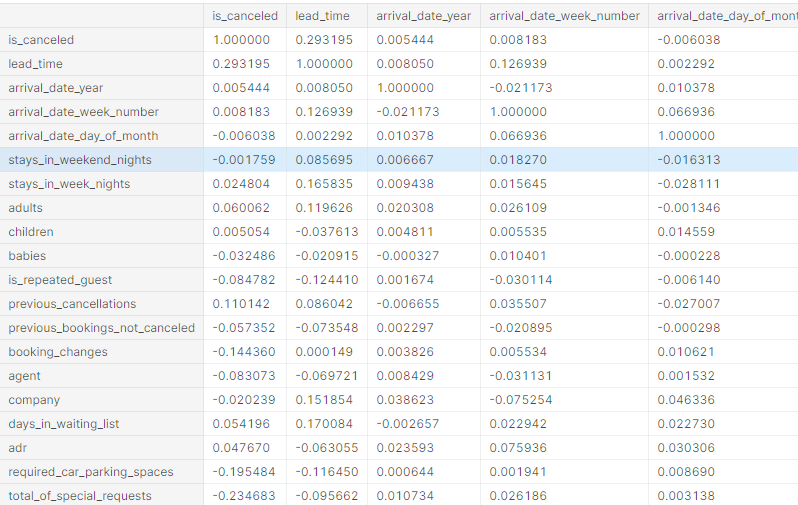 is_canceled lead_time arrival_date_year arrival_date_week_number arrival_date_day_of_mont
is_canceled 1.000000 0.293195 0.005444 0.008183 -0.006038
lead_time 0.293195 1.000000 0.008050 0.126939 0.002292
arrival_date_year 0.005444 0.008050 1.000000 -0.021173 0.010378
arrival_date_week_number 0.008183 0.126939 -0.021173 1.000000 0.066936
arrival_date_day_of_month -0.006038 0.002292 0.010378 0.066936 1.000000
stays_in_weekend_nights -0.001759 0.085695 0.006667 0.018270 -0.016313
stays_in_week_nights 0.024804 0.165835 0.009438 0.015645 -0.028111
adults 0.060062 0.119626 0.020308 0.026109 -0.001346
children 0.005054 -0.037613 0.004811 0.005535 0.014559
babies -0.032486 -0.020915 -0.000327 0.010401 -0.000228
is_repeated_guest -0.084782 -0.124410 0.001674 -0.030114 -0.006140
previous_cancellations 0.110142 0.086042 -0.006655 0.035507 -0.027007
previous_bookings_not_canceled -0.057352 -0.073548 0.002297 -0.020895 -0.000298
booking_changes -0.144360 0.000149 0.003826 0.005534 0.010621
agent -0.083073 -0.069721 0.008429 -0.031131 0.001532
company -0.020239 0.151854 0.038623 -0.075254 0.046336
days_in_waiting_list 0.054196 0.170084 -0.002657 0.022942 0.022730
adr 0.047670 -0.063055 0.023593 0.075936 0.030306
required_car_parking_spaces -0.195484 -0.116450 0.000644 0.001941 0.008690
total_of_special_requests -0.234683 -0.095662 0.010734 0.026186 0.003138